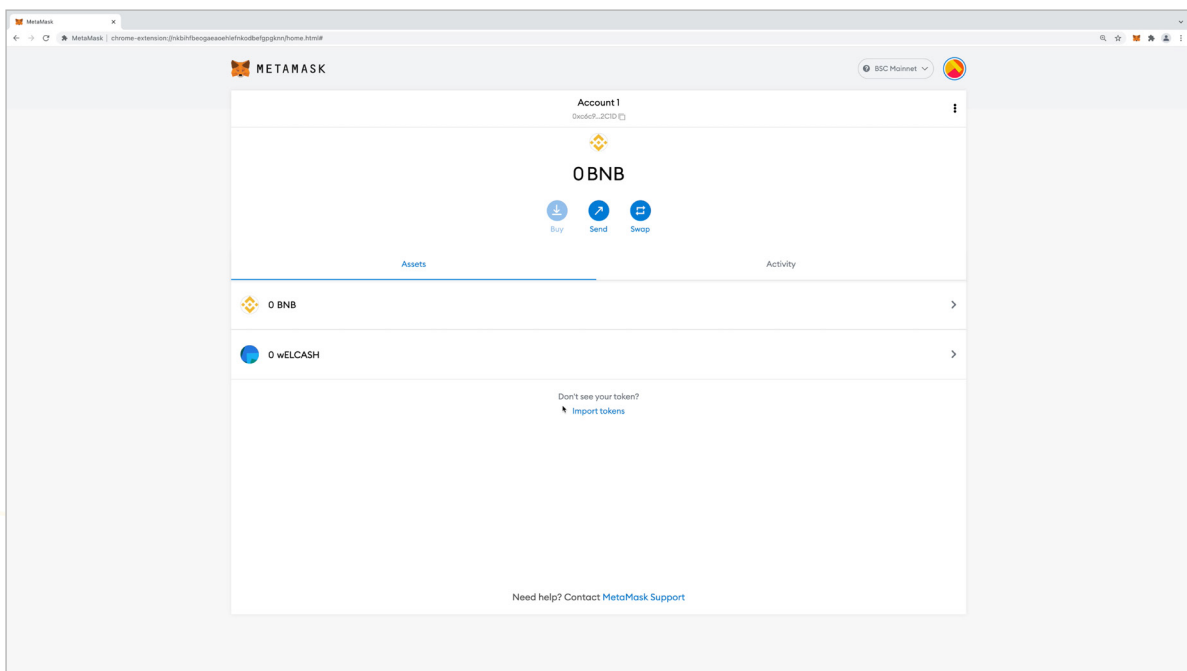 MetaMask
MetaMask | chrome-extension://nkbihfbeogaeaoehlefnkodbefgpgknn/home.html#
METAMASK
BSC Mainnet
Account 1
0xc6c9...2C1D
0 BNB
Buy Send Swap
Assets Activity
0 BNB
0 wELCASH
Don't see your token?
Import tokens
Need help? Contact MetaMask Support